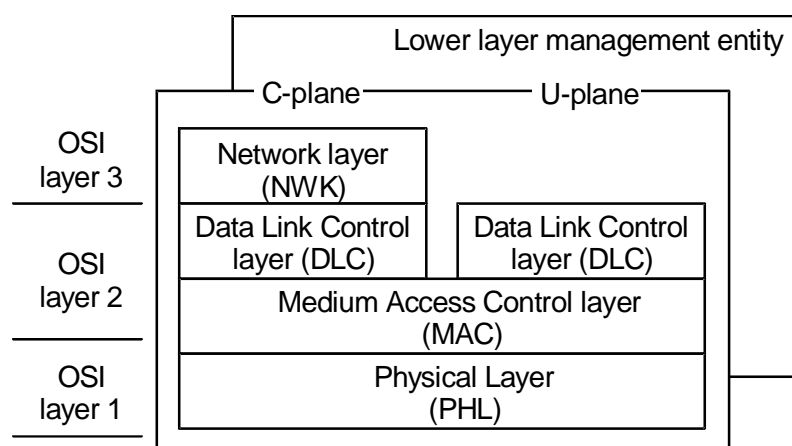 Lower layer management entity
C-plane
U-plane
OSI
layer 3
Network layer
(NWK)
OSI
layer 2
Data Link Control
layer (DLC)
Data Link Control
layer (DLC)
Medium Access Control layer
(MAC)
OSI
layer 1
Physical Layer
(PHL)